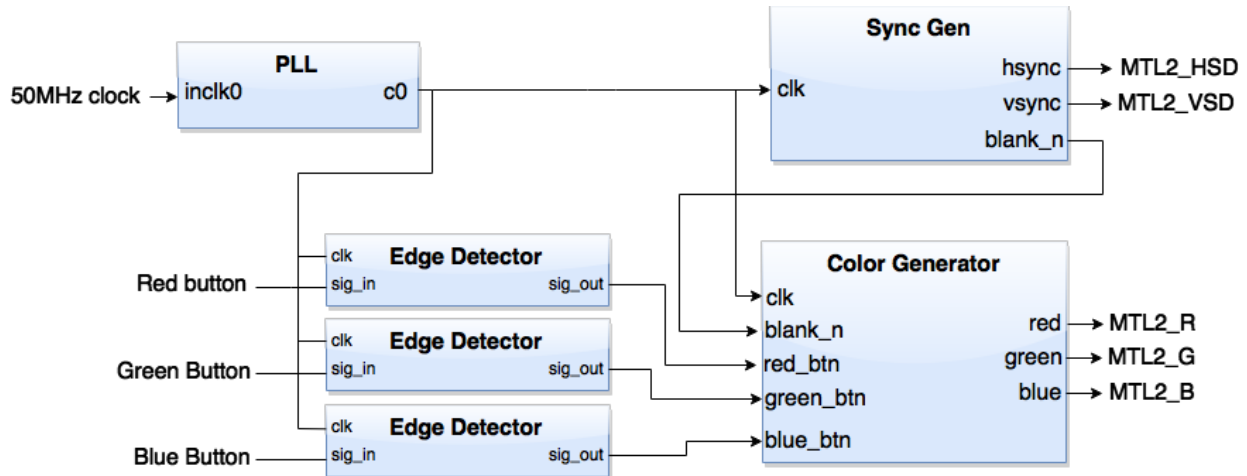 PLL
50MHz clock
inclk0
c0
Sync Gen
clk
hsync
vsync
blank_n
MTL2_HSD
MTL2_VSD
Red button
clk
Edge Detector
sig_in
sig_out
Green Button
clk
Edge Detector
sig_in
sig_out
Blue Button
clk
Edge Detector
sig_in
sig_out
Color Generator
clk
blank_n
red_btn
green_btn
blue_btn
red
green
blue
MTL2_R
MTL2_G
MTL2_B